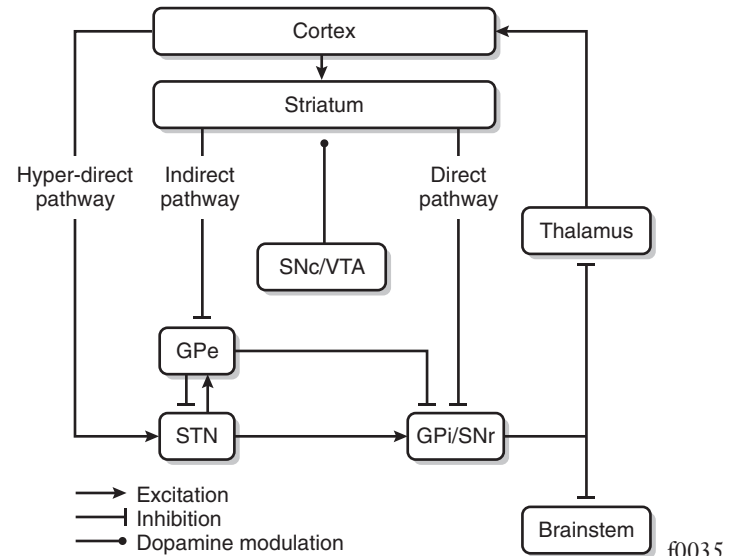 Cortex
Striatum
Hyper-direct
pathway
Indirect
pathway
Direct
pathway
Thalamus
SNc/VTA
GPe
STN
GPi/SNr
Excitation
Inhibition
Dopamine modulation
Brainstem
f0035